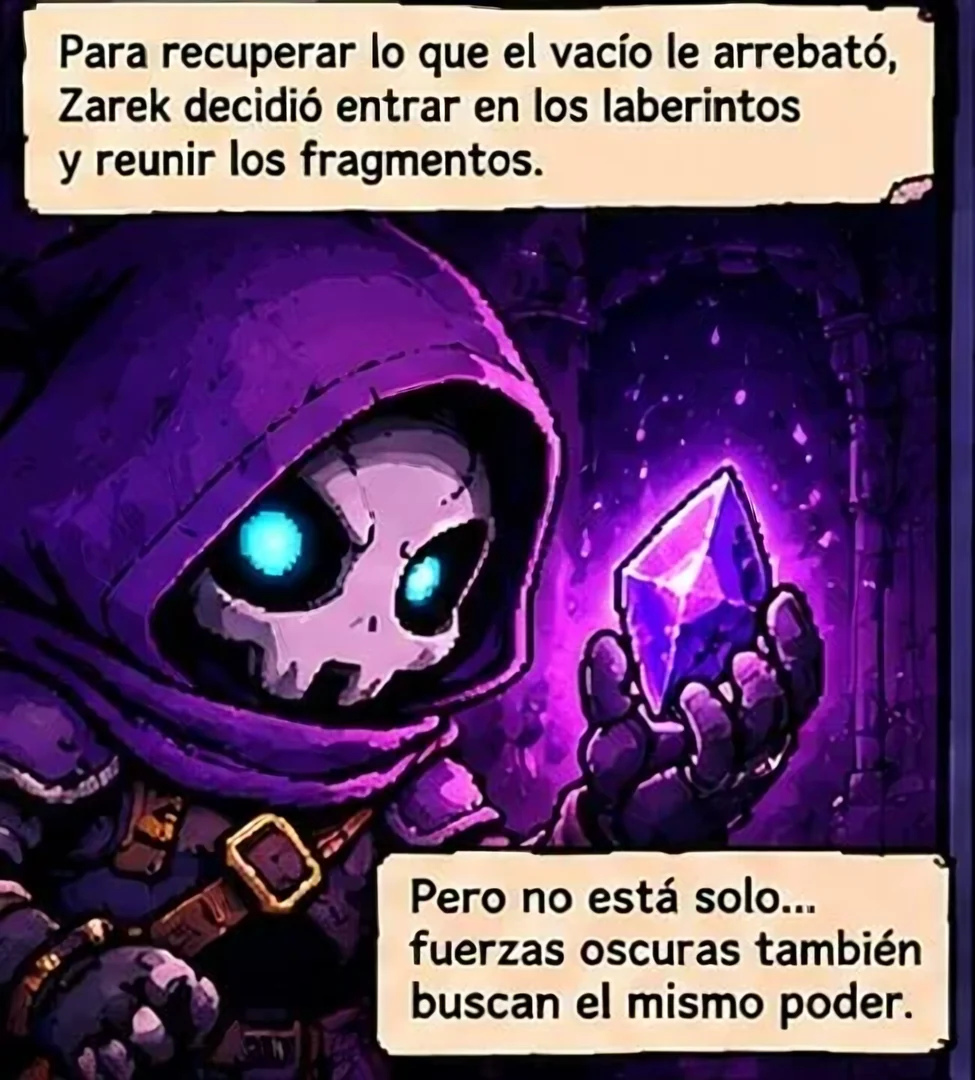 Para recuperar lo que el vacío le arrebató,
Zarek decidió entrar en los laberintos
y reunir los fragmentos.
Pero no está solo...
fuerzas oscuras también
buscan el mismo poder.